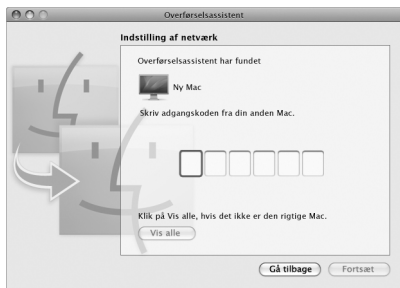 Overførselsassistent
Indstilling af netværk
Overførselsassistent har fundet
Ny Mac
Skriv adgangskoden fra din anden Mac.
Klik på Vis alle, hvis det ikke er den rigtige Mac.
Vis alle
Gå tilbage Fortsæt